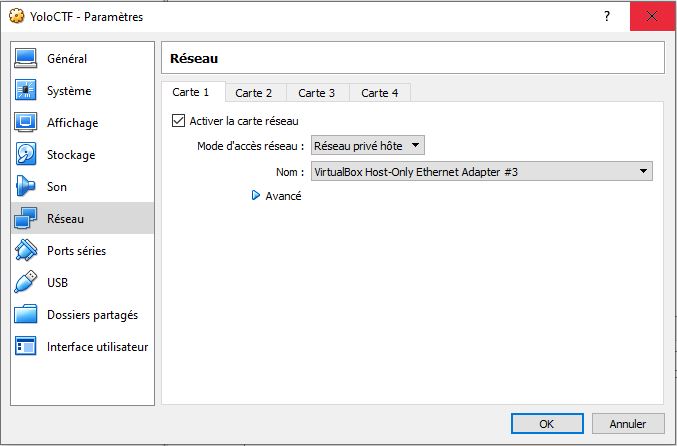 YoloCTF - Paramètres
?
Général
Système
Affichage
Stockage
Son
Réseau
Ports séries
USB
Dossiers partagés
Interface utilisateur
Réseau
Carte 1 Carte 2 Carte 3 Carte 4
Activer la carte réseau
Mode d'accès réseau : Réseau privé hôte
Nom : VirtualBox Host-Only Ethernet Adapter #3
Avancé
OK Annuler